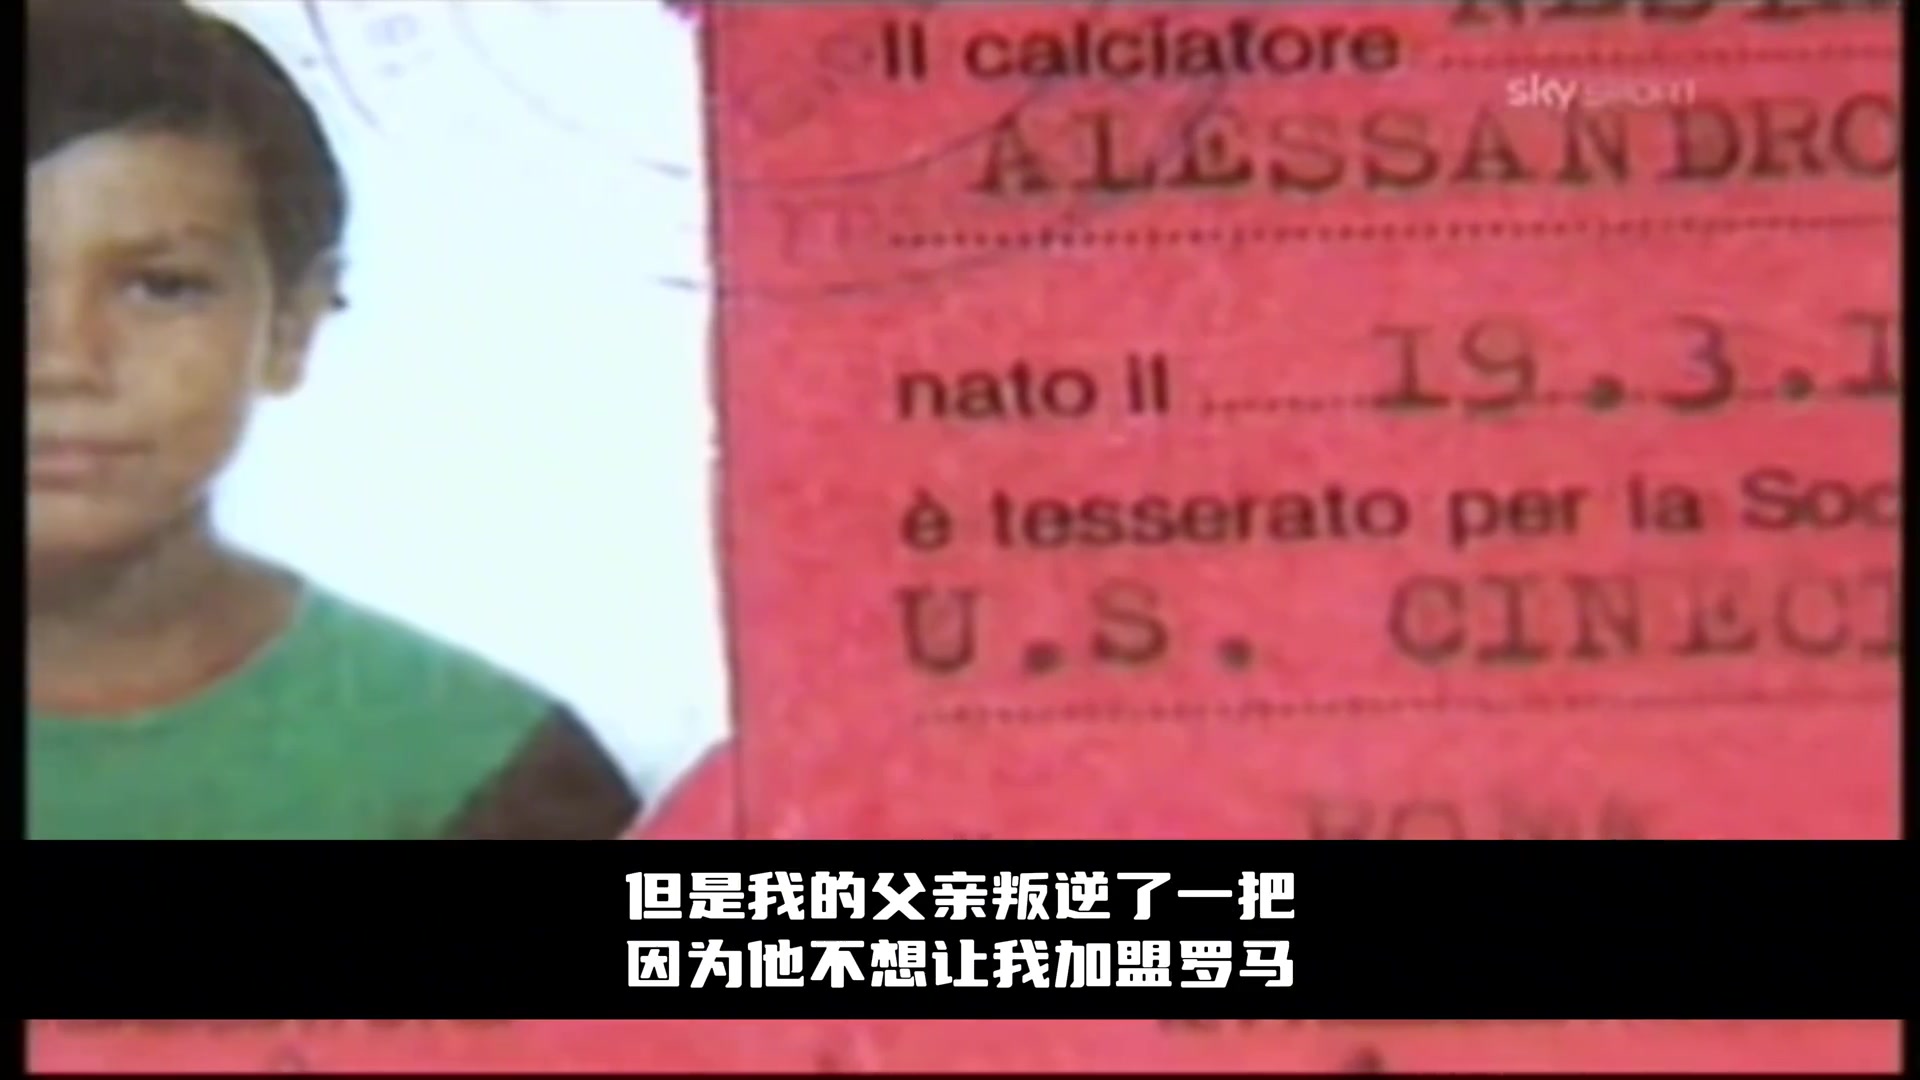 Il calciatore
sky SPORT
ALESSANDRO
nato il 19.3.1
è tesserato per la Soc
U.S. CINECI
ROMA
但是我的父亲叛逆了一把
因为他不想让我加盟罗马